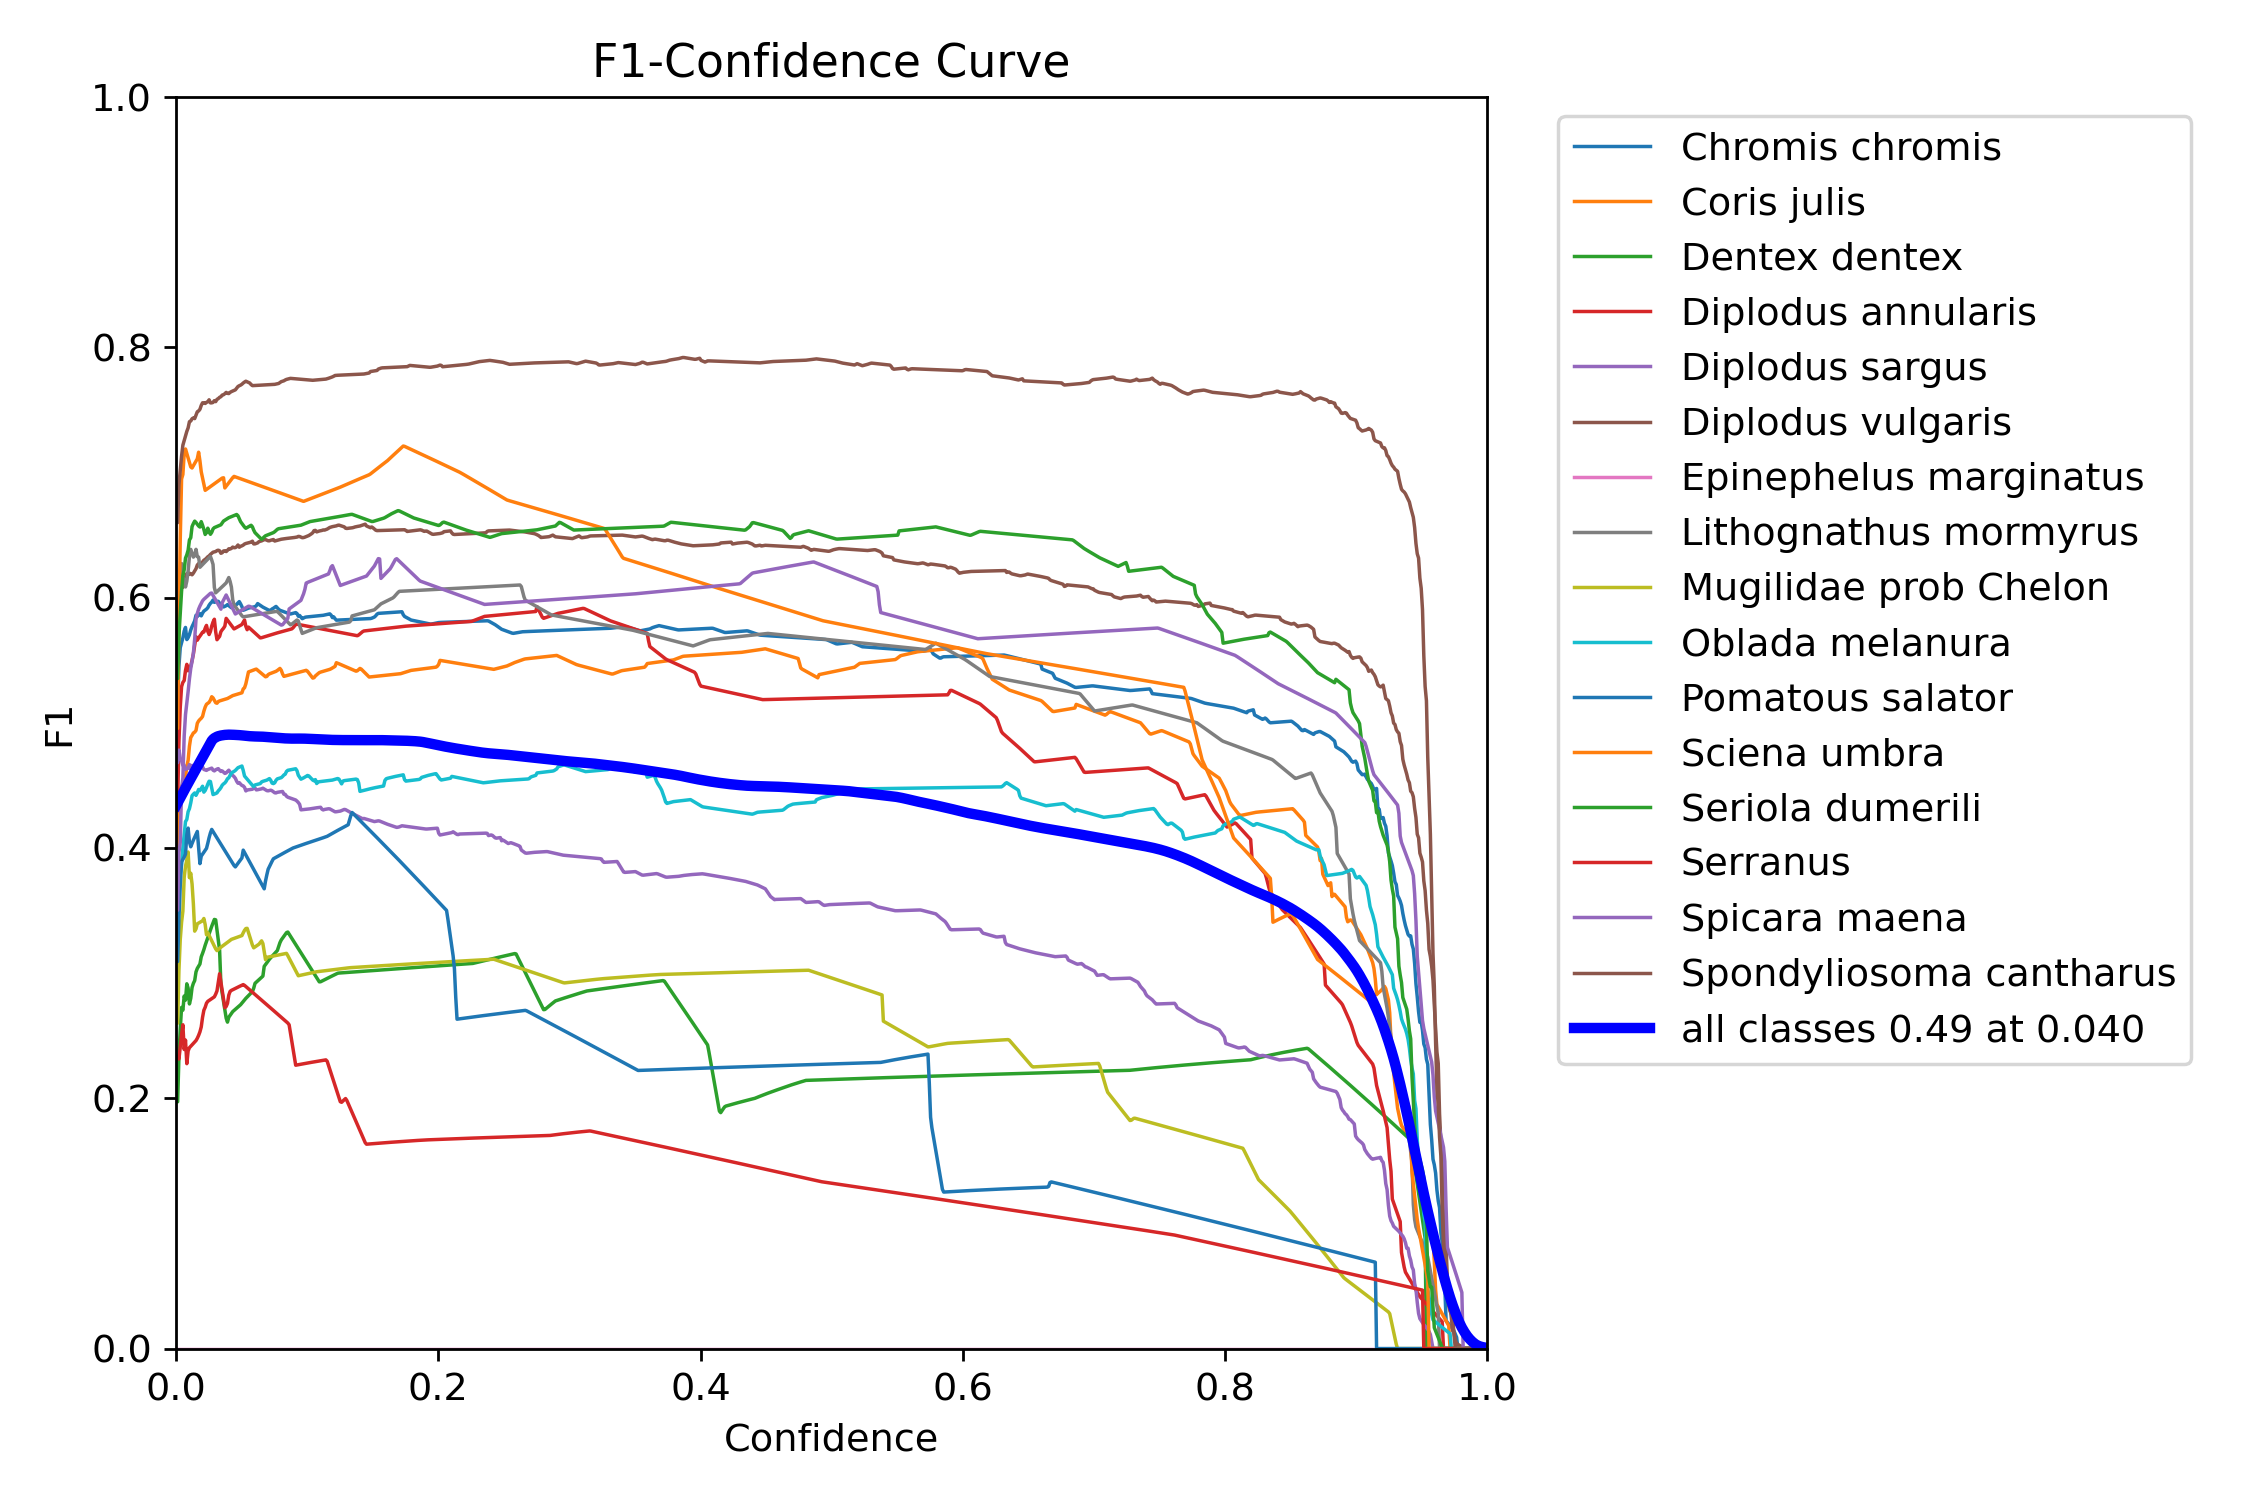 F1-Confidence Curve
1.0
0.8
0.6
0.4
0.2
0.0
F1
0.0 0.2 0.4 0.6 0.8 1.0
Confidence
Chromis chromis
Coris julis
Dentex dentex
Diplodus annularis
Diplodus sargus
Diplodus vulgaris
Epinephelus marginatus
Lithognathus mormyrus
Mugilidae prob Chelon
Oblada melanura
Pomatous salator
Sciena umbra
Seriola dumerili
Serranus
Spicara maena
Spondyliosoma cantharus
all classes 0.49 at 0.040